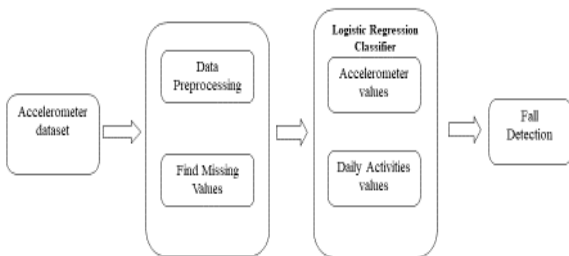 Accelerometer
dataset
Data
Preprocessing
Find Missing
Values
Logistic Regression
Classifier
Accelerometer
values
Daily Activities
values
Fall
Detection